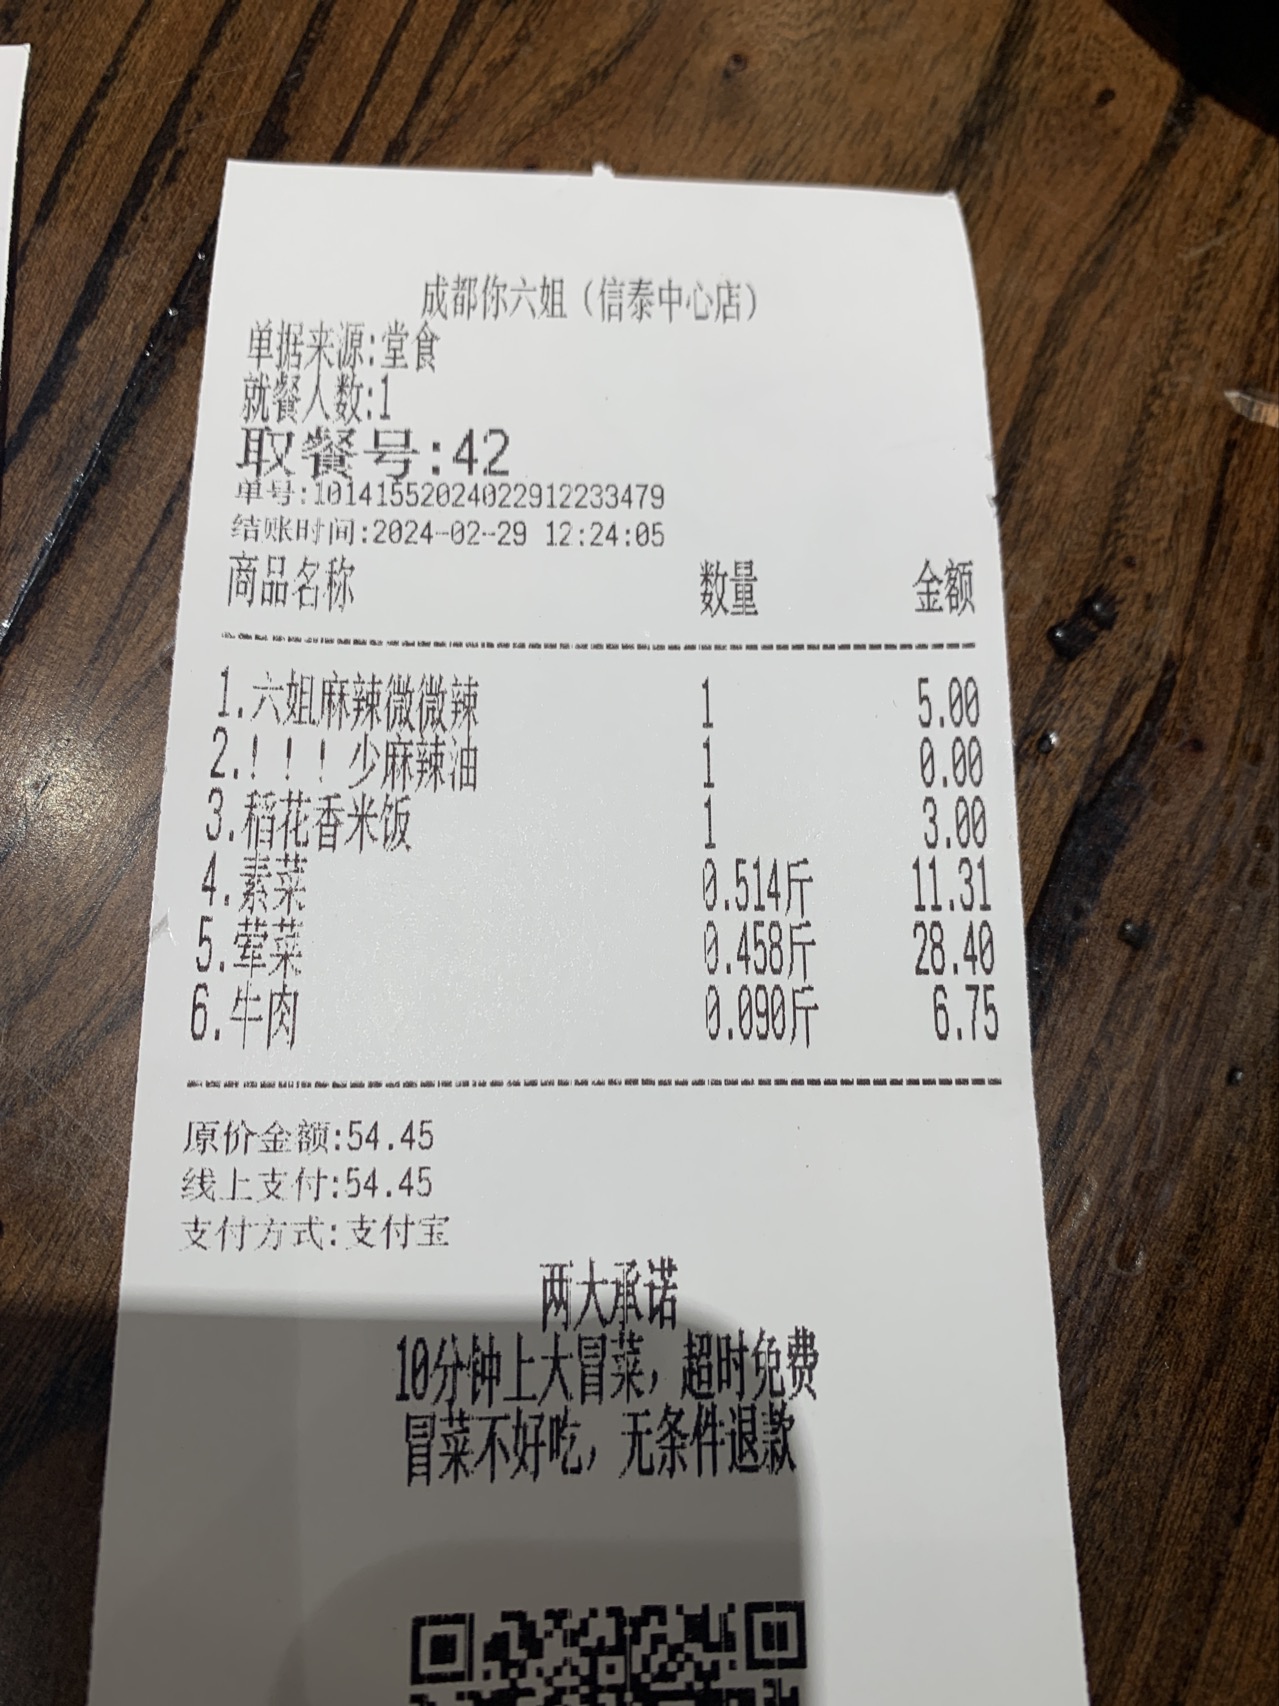 成都你六姐（信泰中心店）
单据来源:堂食
就餐人数:1
取餐号:42
单号:10141552024022912233479
结账时间:2024-02-29 12:24:05
商品名称 数量 金额
1.六姐麻辣微微辣 1 5.00
2.！！！少麻辣油 1 0.00
3.稻花香米饭 1 3.00
4.素菜 0.514斤 11.31
5.荤菜 0.458斤 28.40
6.牛肉 0.090斤 6.75
原价金额:54.45
线上支付:54.45
支付方式:支付宝
两大承诺
10分钟上大冒菜，超时免费
冒菜不好吃，无条件退款